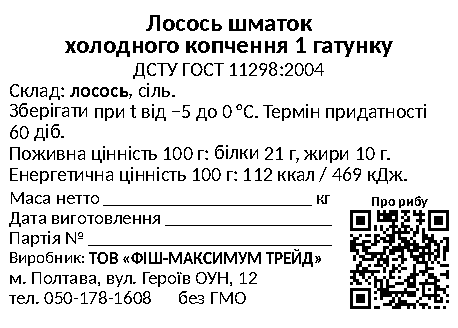 Лосось шматок
холодного копчення 1 гатунку
ДСТУ ГОСТ 11298:2004
Склад: лосось, сіль.
Зберігати при t від −5 до 0 °С. Термін придатності
60 діб.
Поживна цінність 100 г: білки 21 г, жири 10 г.
Енергетична цінність 100 г: 112 ккал / 469 кДж.
Маса нетто ________________________ кг
Про рибу
Дата виготовлення ___________________
Партія № ____________________________
Виробник: ТОВ «ФІШ-МАКСИМУМ ТРЕЙД»
м. Полтава, вул. Героїв ОУН, 12
тел. 050-178-1608 без ГМО